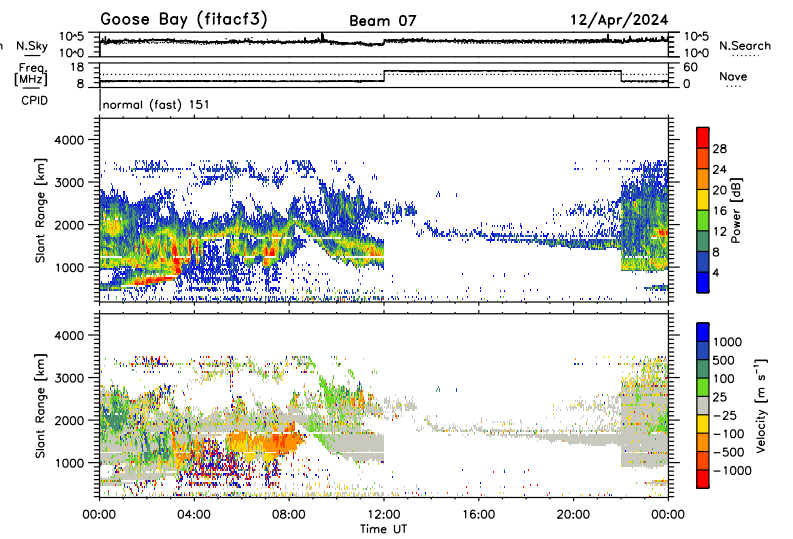 Goose Bay (fitacf3) Beam 07 12/Apr/2024
N.Sky 10^5 10^0 10^5 10^0 N.Search
Freq. [MHz] 18 8 60 0 Nave
CPID normal (fast) 151
Slant Range [km] 4000 3000 2000 1000
Power [dB] 28 24 20 16 12 8 4
Slant Range [km] 4000 3000 2000 1000
Velocity [m s⁻¹] 1000 500 100 25 −25 −100 −500 −1000
00:00 04:00 08:00 12:00 16:00 20:00 00:00
Time UT